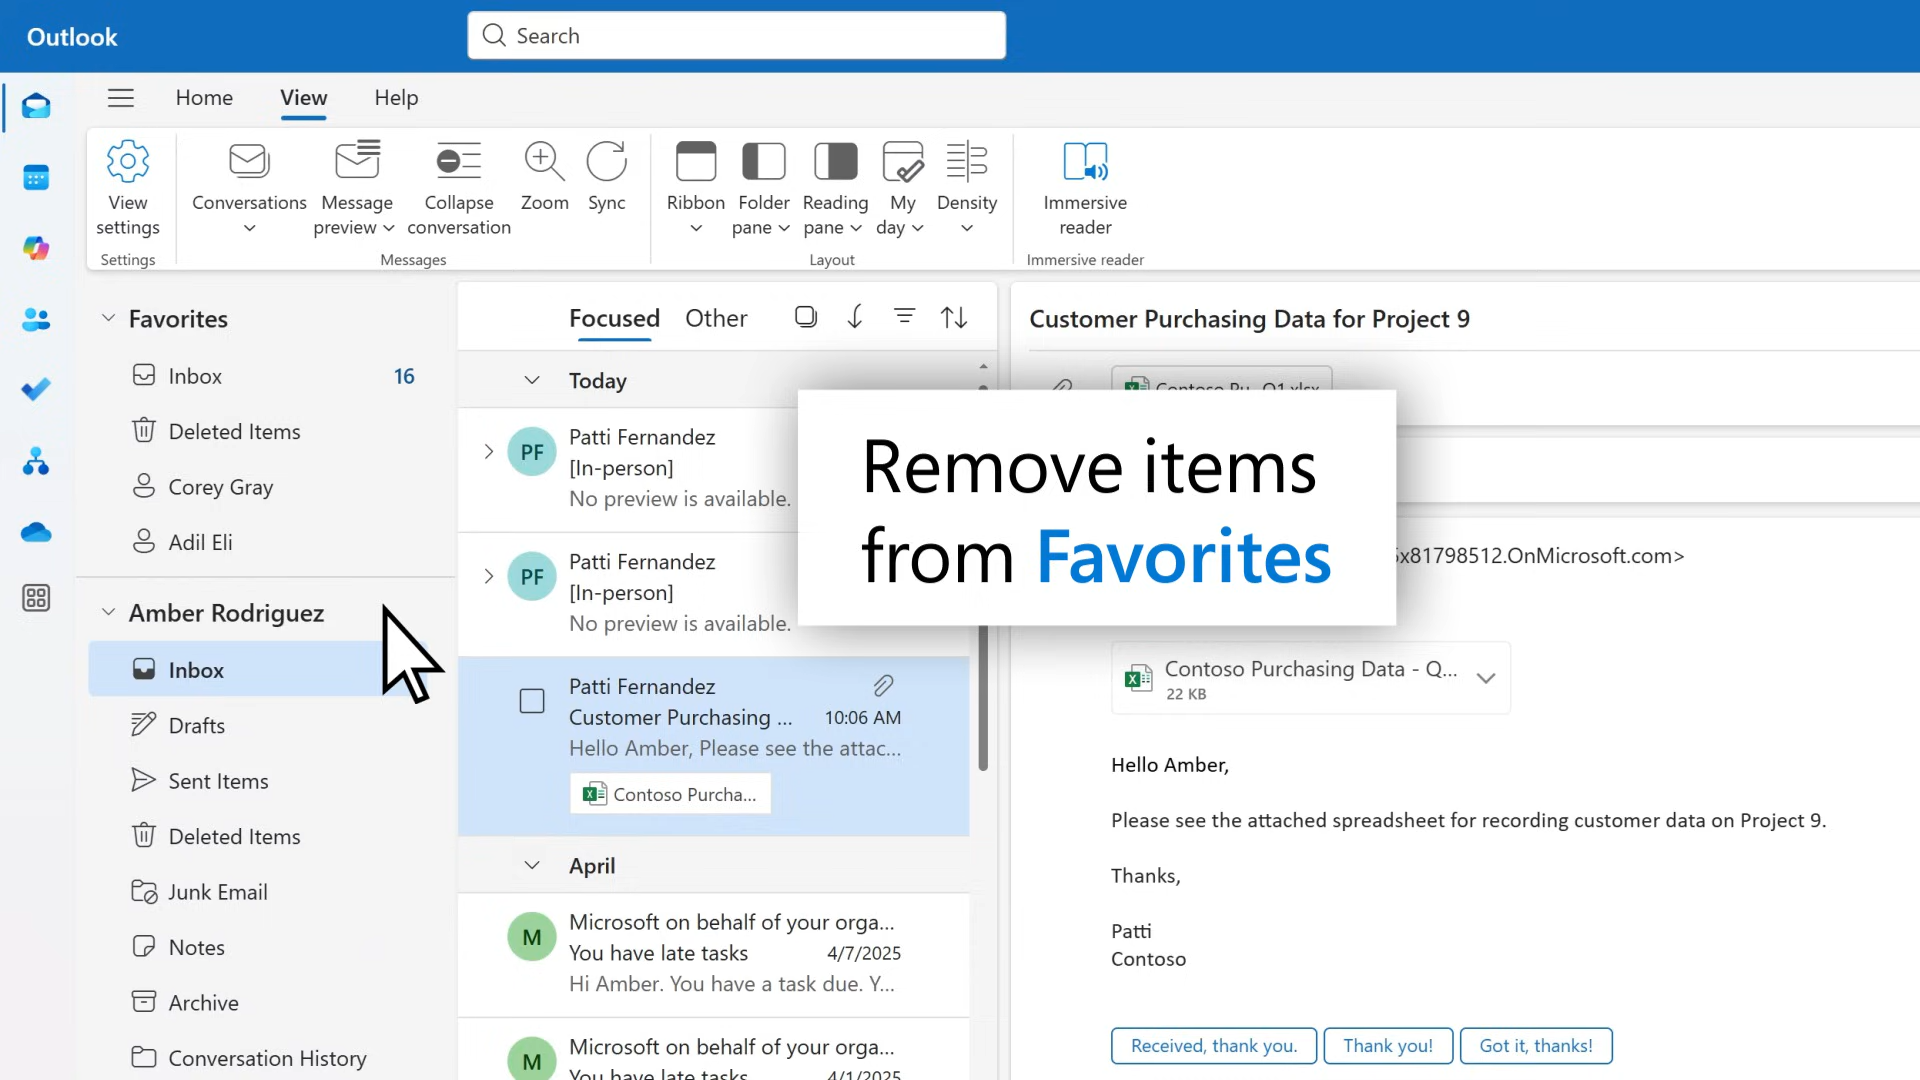 Outlook
Search
Home
View
Help
View
settings
Conversations
Message
preview
Collapse
conversation
Zoom
Sync
Ribbon
Folder
pane
Reading
pane
My
day
Density
Immersive
reader
Settings
Messages
Layout
Immersive reader
Favorites
Inbox 16
Deleted Items
Corey Gray
Adil Eli
Amber Rodriguez
Inbox
Drafts
Sent Items
Deleted Items
Junk Email
Notes
Archive
Conversation History
Focused
Other
Today
PF
Patti Fernandez
[In-person]
No preview is available.
PF
Patti Fernandez
[In-person]
No preview is available.
Patti Fernandez
Customer Purchasing ... 10:06 AM
Hello Amber, Please see the attac...
Contoso Purcha...
April
M
Microsoft on behalf of your orga...
You have late tasks 4/7/2025
Hi Amber. You have a task due. Y...
M
Microsoft on behalf of your orga...
You have late tasks 4/1/2025
Customer Purchasing Data for Project 9
Remove items
from Favorites
x81798512.OnMicrosoft.com>
Contoso Purchasing Data - Q...
22 KB
Hello Amber,
Please see the attached spreadsheet for recording customer data on Project 9.
Thanks,
Patti
Contoso
Received, thank you.
Thank you!
Got it, thanks!